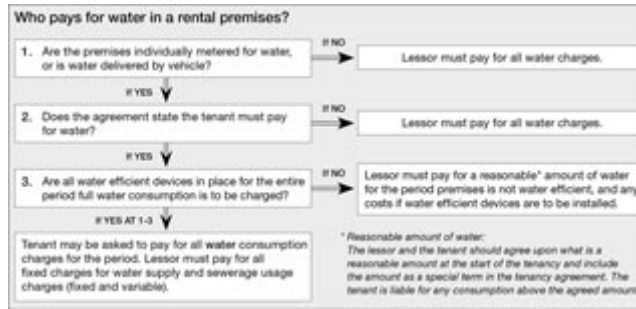 Who pays for water in a rental premises?
1. Are the premises individually metered for water,
or is water delivered by vehicle?
If NO
Lessor must pay for all water charges.
If YES
2. Does the agreement state the tenant must pay
for water?
If NO
Lessor must pay for all water charges.
If YES
3. Are all water efficient devices in place for the entire
period full water consumption is to be charged?
If NO
Lessor must pay for a reasonable* amount of water
for the period premises is not water efficient, and any
costs if water efficient devices are to be installed.
If YES AT 1-3
Tenant may be asked to pay for all water consumption
charges for the period. Lessor must pay for all
fixed charges for water supply and sewerage usage
charges (fixed and variable).
* Reasonable amount of water:
The lessor and the tenant should agree upon what is a
reasonable amount at the start of the tenancy and include
the amount as a special term in the tenancy agreement. The
tenant is liable for any consumption above the agreed amount